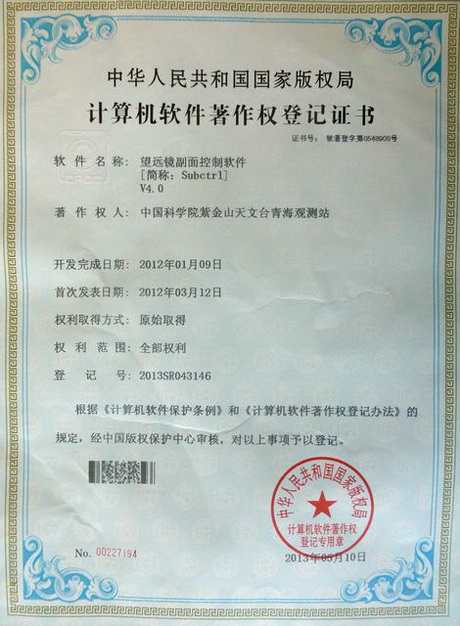 中华人民共和国国家版权局
计算机软件著作权登记证书
证书号： 软著登字第0548908号
软件名称： 望远镜副面控制软件
[简称：Subctrl]
V4.0
著作权人： 中国科学院紫金山天文台青海观测站
开发完成日期： 2012年01月09日
首次发表日期： 2012年03月12日
权利取得方式： 原始取得
权利范围： 全部权利
登记号： 2013SR043146
根据《计算机软件保护条例》和《计算机软件著作权登记办法》的
规定，经中国版权保护中心审核，对以上事项予以登记。
中华人民共和国国家版权局
计算机软件著作权
登记专用章
No. 00227194
2013年05月10日